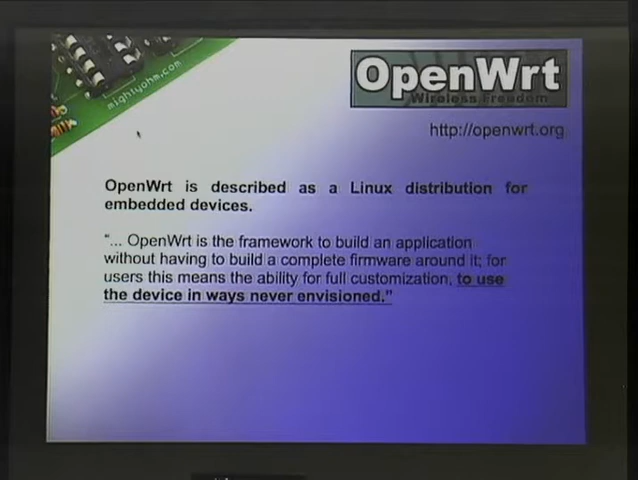 mightyohm.com
OpenWrt
Wireless Freedom
http://openwrt.org
OpenWrt is described as a Linux distribution for
embedded devices.
"... OpenWrt is the framework to build an application
without having to build a complete firmware around it; for
users this means the ability for full customization, to use
the device in ways never envisioned."